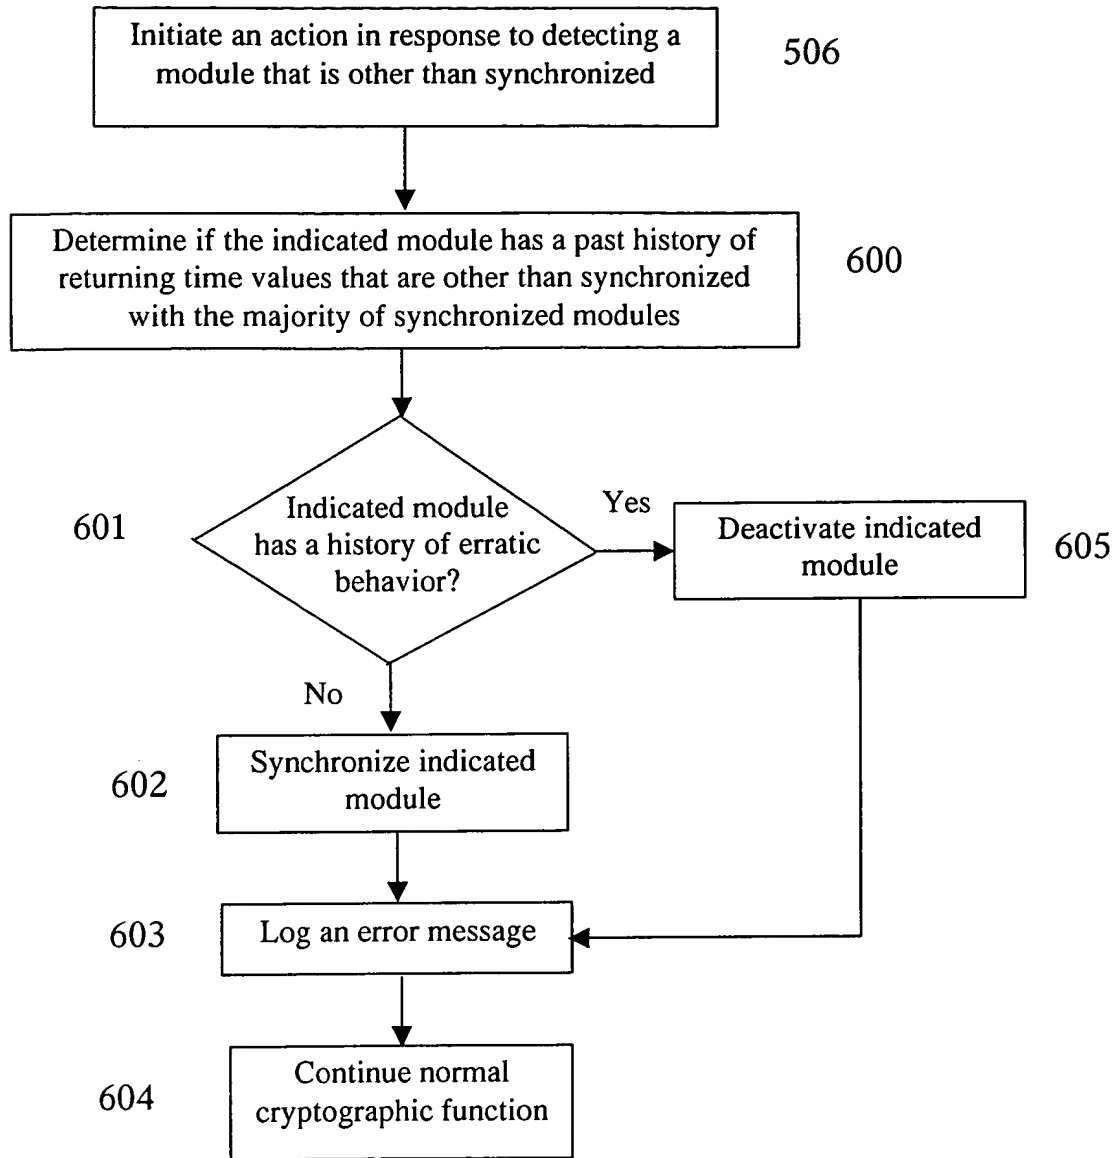 Initiate an action in response to detecting a
module that is other than synchronized
506
Determine if the indicated module has a past history of
returning time values that are other than synchronized
with the majority of synchronized modules
600
601
Indicated module
has a history of erratic
behavior?
Yes
Deactivate indicated
module
605
No
602
Synchronize indicated
module
603
Log an error message
604
Continue normal
cryptographic function